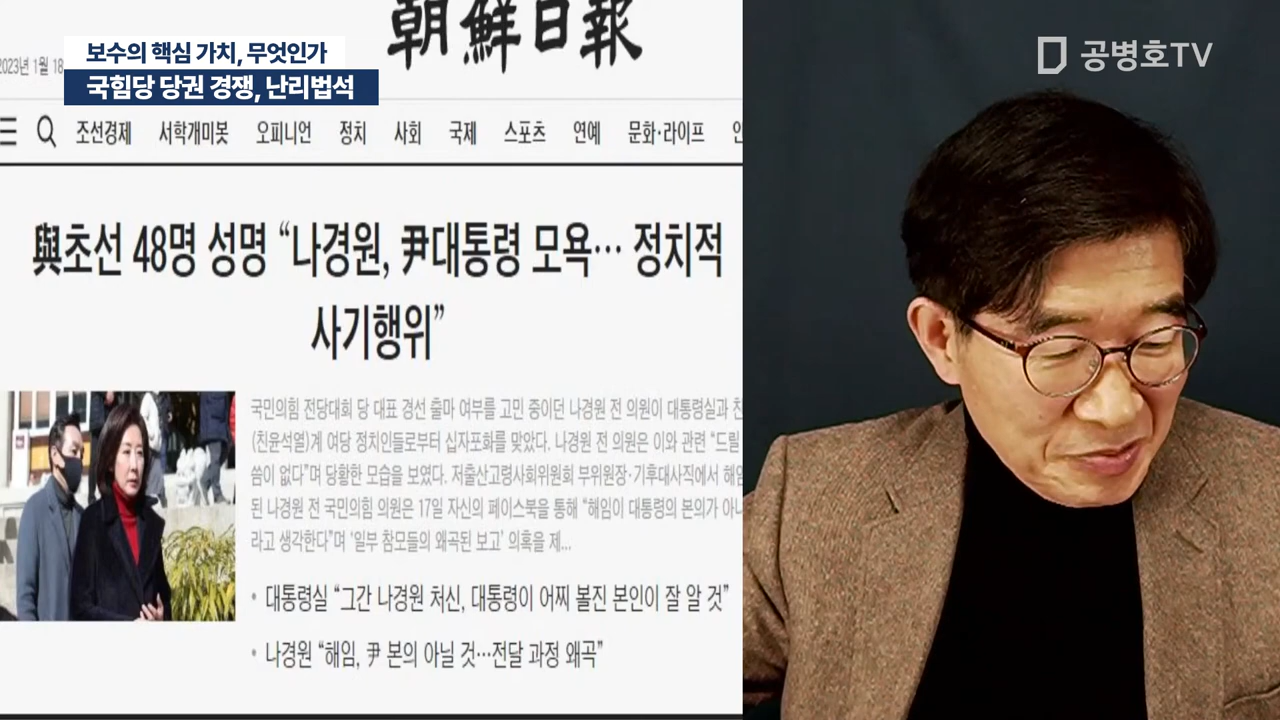 朝鮮日報
보수의 핵심 가치, 무엇인가
2023년 1월 18
국힘당 당권 경쟁, 난리법석
공병호TV
조선경제 서학개미봇 오피니언 정치 사회 국제 스포츠 연예 문화·라이프
與초선 48명 성명 “나경원, 尹대통령 모욕… 정치적
사기행위”
국민의힘 전당대회 당 대표 경선 출마 여부를 고민 중이던 나경원 전 의원이 대통령실과 친
(친윤석열)계 여당 정치인들로부터 십자포화를 맞았다. 나경원 전 의원은 이와 관련 “드릴
씀이 없다”며 당황한 모습을 보였다. 저출산고령사회위원회 부위원장·기후대사직에서 해임
된 나경원 전 국민의힘 의원은 17일 자신의 페이스북을 통해 “해임이 대통령의 본의가 아니
라고 생각한다”며 ‘일부 참모들의 왜곡된 보고’ 의혹을 제...
• 대통령실 “그간 나경원 처신, 대통령이 어찌 볼진 본인이 잘 알 것”
• 나경원 “해임, 尹 본의 아닐 것…전달 과정 왜곡”